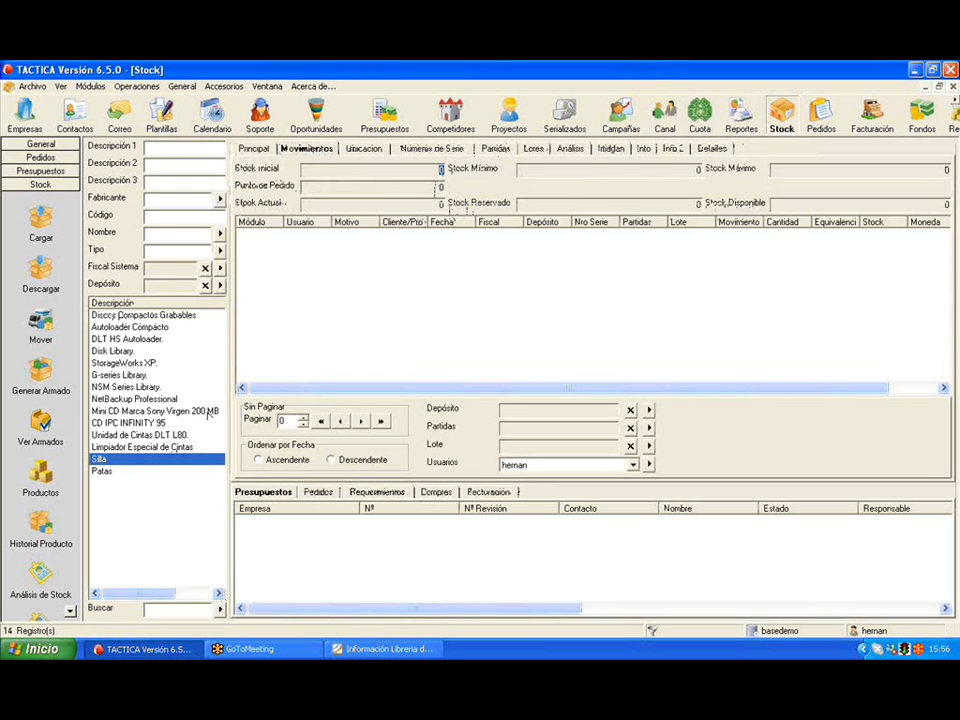 TACTICA Versión 6.5.0 - [Stock]
Archivo Ver Módulos Operaciones General Accesorios Ventana Acerca de...
Empresas Contactos Correo Plantillas Calendario Soporte Oportunidades Presupuestos Competidores Proyectos Serializados Campañas Canal Cuota Reportes Stock Pedidos Facturación Fondos Re
General
Pedidos
Presupuestos
Stock
Cargar
Descargar
Mover
Generar Armado
Ver Armados
Productos
Historial Producto
Análisis de Stock
Descripción 1
Descripción 2
Descripción 3
Fabricante
Código
Nombre
Tipo
Fiscal Sistema
Depósito
Descripción
Discos Compactos Grabables
Autoloader Compacto
DLT HS Autoloader.
Disk Library.
StorageWorks XP.
G-series Library.
NSM Series Library.
NetBackup Professional
Mini CD Marca Sony Virgen 200 MB
CD IPC INFINITY 95
Unidad de Cintas DLT L80.
Limpiador Especial de Cintas
Silla
Patas
Buscar
Principal Movimientos Ubicacion Números de Serie Partidas Lotes Análisis Info Info 2 Detalles
Stock Inicial 0 Stock Mínimo 0 Stock Máximo 0
Punto de Pedido 0
Stock Actual 0 Stock Reservado 0 Stock Disponible 0
Módulo Usuario Motivo Cliente/Pro Fecha Fiscal Depósito Nro Serie Partidas Lote Movimiento Cantidad Equivalenci Stock Moneda
Sin Paginar
Paginar 0
Ordenar por Fecha
Ascendente Descendente
Depósito
Partidas
Lote
Usuarios hernan
Presupuestos Pedidos Requerimientos Compras Facturación
Empresa Nº Nº Revisión Contacto Nombre Estado Responsable
14 Registro(s) basedemo hernan
Inicio TACTICA Versión 6.5... GoToMeeting Información Libreria d... 15:56